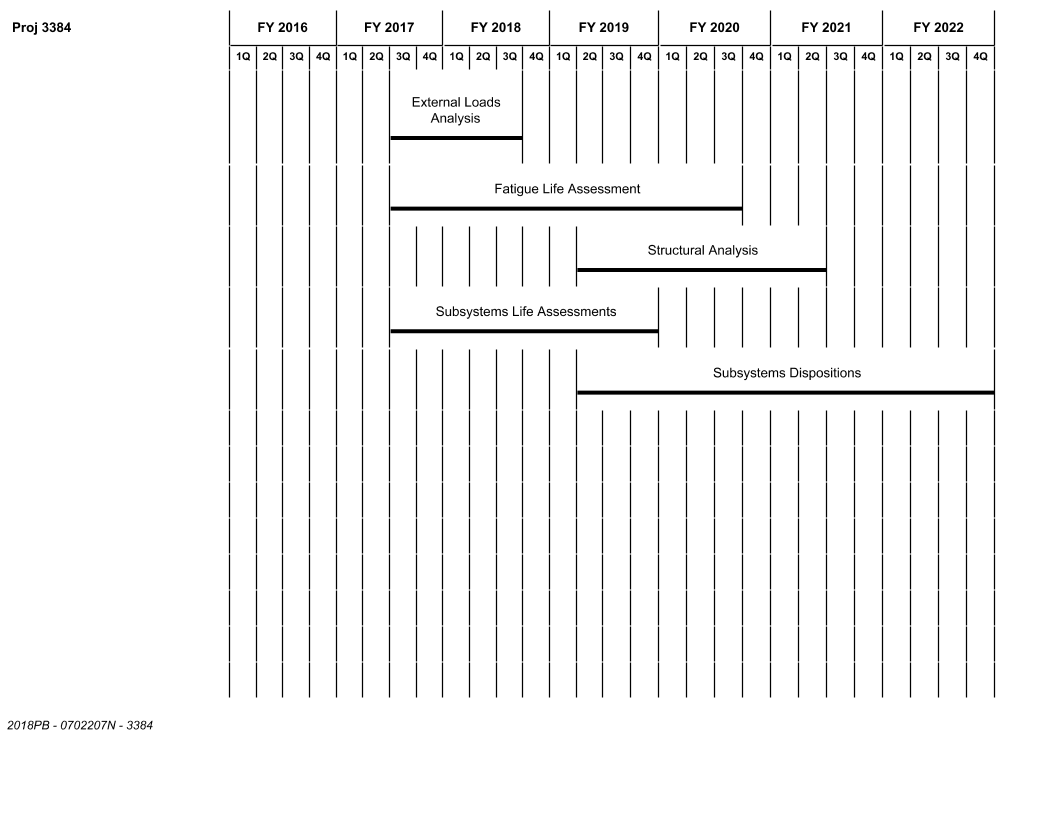 Proj 3384
FY 2016 FY 2017 FY 2018 FY 2019 FY 2020 FY 2021 FY 2022
1Q 2Q 3Q 4Q 1Q 2Q 3Q 4Q 1Q 2Q 3Q 4Q 1Q 2Q 3Q 4Q 1Q 2Q 3Q 4Q 1Q 2Q 3Q 4Q 1Q 2Q 3Q 4Q
External Loads
Analysis
Fatigue Life Assessment
Structural Analysis
Subsystems Life Assessments
Subsystems Dispositions
2018PB - 0702207N - 3384